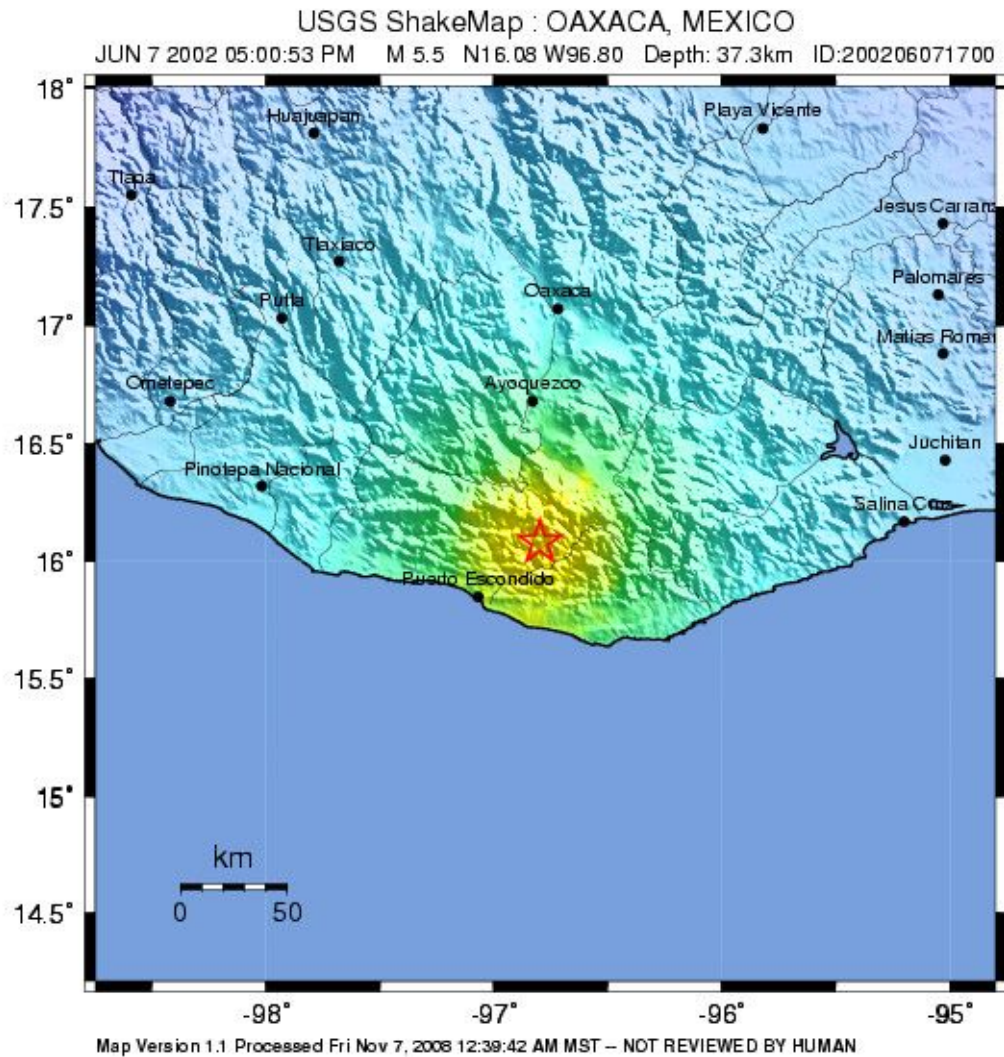 USGS ShakeMap : OAXACA, MEXICO
JUN 7 2002 05:00:53 PM M 5.5 N16.08 W96.80 Depth: 37.3km ID:200206071700
18°
Huajuapan
Playa Vicente
Tlapa
17.5°
Jesus Carranz
Tlaxiaco
Palomares
Oaxaca
Putla
17°
Matias Romer
Ometepec
Ayoquezco
16.5°
Juchitan
Pinotepa Nacional
Salina Cruz
16°
Puerto Escondido
15.5°
15°
km
0 50
14.5°
-98° -97° -96° -95°
Map Version 1.1 Processed Fri Nov 7, 2008 12:39:42 AM MST -- NOT REVIEWED BY HUMAN